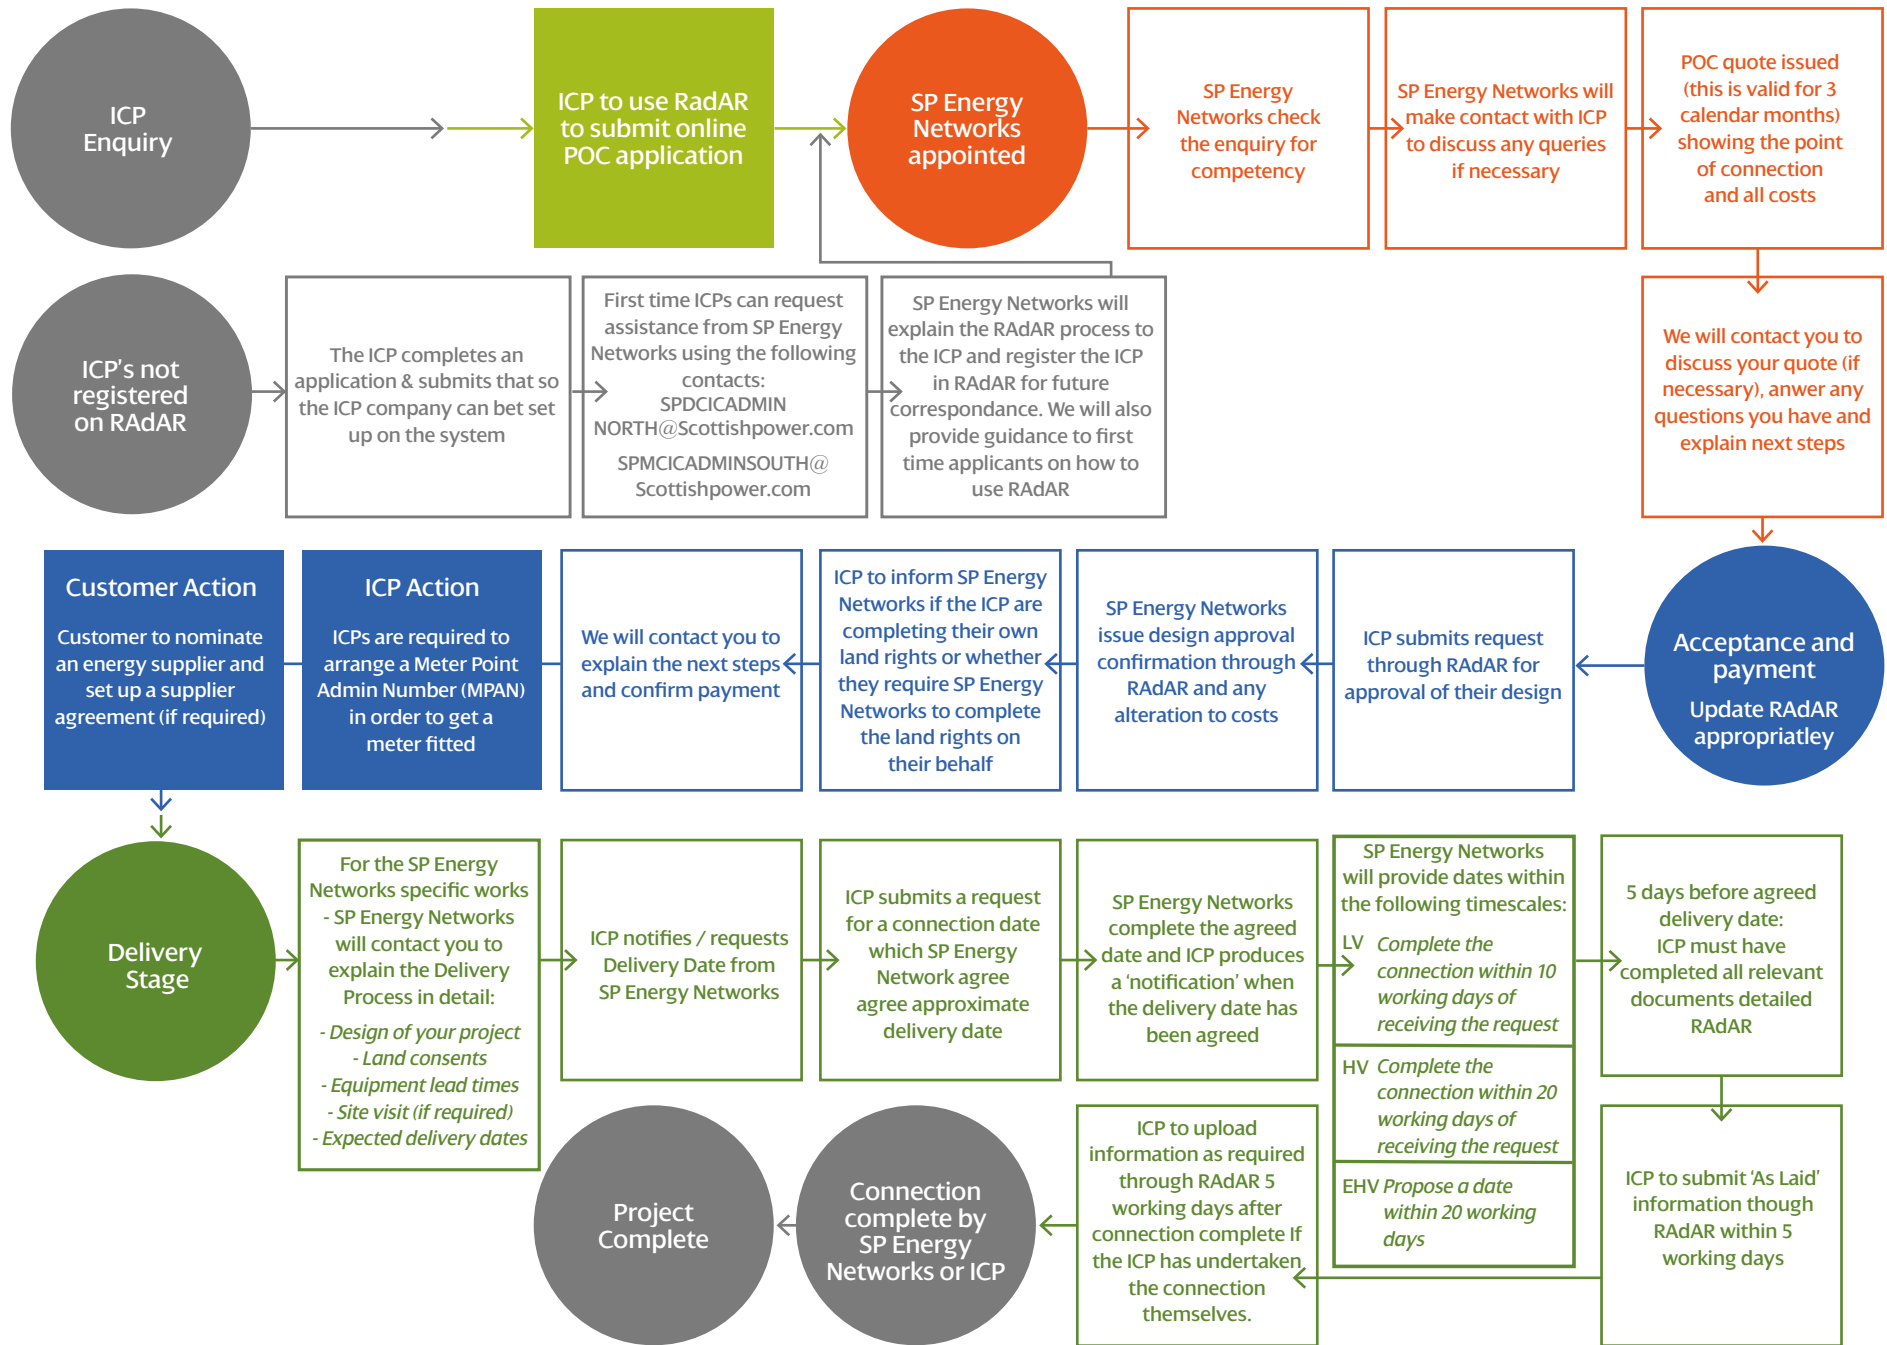 ICP
Enquiry
ICP to use RadAR
to submit online
POC application
SP Energy
Networks
appointed
SP Energy
Networks check
the enquiry for
competency
SP Energy Networks will
make contact with ICP
to discuss any queries
if necessary
POC quote issued
(this is valid for 3
calendar months)
showing the point
of connection
and all costs
ICP's not
registered
on RAdAR
The ICP completes an
application & submits that so
the ICP company can bet set
up on the system
First time ICPs can request
assistance from SP Energy
Networks using the following
contacts:
SPDCICADMIN
NORTH@Scottishpower.com
SPMCICADMINSOUTH@
Scottishpower.com
SP Energy Networks will
explain the RAdAR process to
the ICP and register the ICP
in RAdAR for future
correspondance. We will also
provide guidance to first
time applicants on how to
use RAdAR
We will contact you to
discuss your quote (if
necessary), anwer any
questions you have and
explain next steps
Customer Action
Customer to nominate
an energy supplier and
set up a supplier
agreement (if required)
ICP Action
ICPs are required to
arrange a Meter Point
Admin Number (MPAN)
in order to get a
meter fitted
We will contact you to
explain the next steps
and confirm payment
ICP to inform SP Energy
Networks if the ICP are
completing their own
land rights or whether
they require SP Energy
Networks to complete
the land rights on
their behalf
SP Energy Networks
issue design approval
confirmation through
RAdAR and any
alteration to costs
ICP submits request
through RAdAR for
approval of their design
Acceptance and
payment
Update RAdAR
appropriatley
Delivery
Stage
For the SP Energy
Networks specific works
- SP Energy Networks
will contact you to
explain the Delivery
Process in detail:
- Design of your project
- Land consents
- Equipment lead times
- Site visit (if required)
- Expected delivery dates
ICP notifies / requests
Delivery Date from
SP Energy Networks
ICP submits a request
for a connection date
which SP Energy
Network agree
agree approximate
delivery date
SP Energy Networks
complete the agreed
date and ICP produces
a 'notification' when
the delivery date has
been agreed
SP Energy Networks
will provide dates within
the following timescales:
LV Complete the
connection within 10
working days of
receiving the request
HV Complete the
connection within 20
working days of
receiving the request
EHV Propose a date
within 20 working
days
5 days before agreed
delivery date:
ICP must have
completed all relevant
documents detailed
RAdAR
ICP to submit 'As Laid'
information though
RAdAR within 5
working days
ICP to upload
information as required
through RAdAR 5
working days after
connection complete If
the ICP has undertaken
the connection
themselves.
Connection
complete by
SP Energy
Networks or ICP
Project
Complete